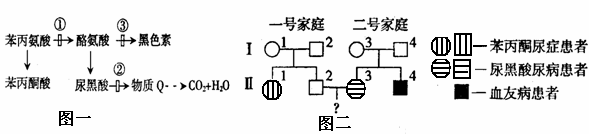 ① ③
苯丙氨酸 酪氨酸 黑色素
②
苯丙酮酸 尿黑酸 物质Q CO₂+H₂O
图一
一号家庭 二号家庭
Ⅰ 1 2 3 4
Ⅱ 1 2 3 4
?
图二
苯丙酮尿症患者
尿黑酸尿病患者
血友病患者